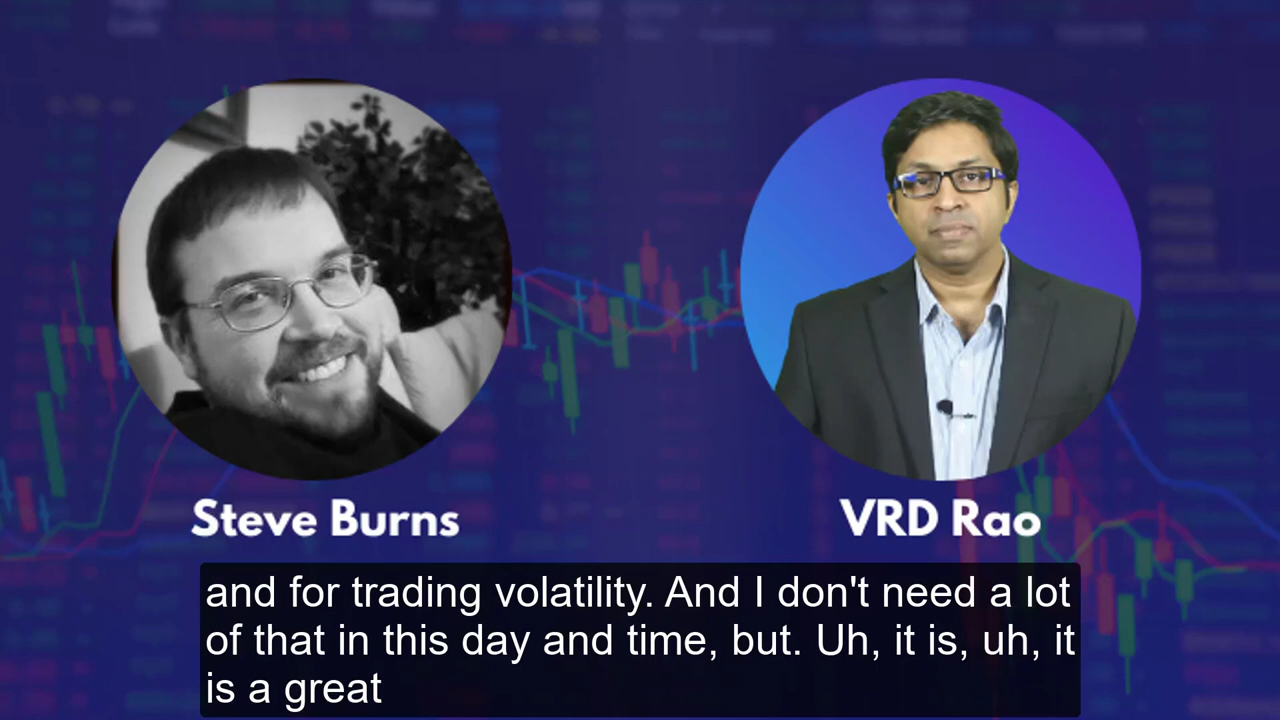 Steve Burns
VRD Rao
and for trading volatility. And I don't need a lot
of that in this day and time, but. Uh, it is, uh, it
is a great